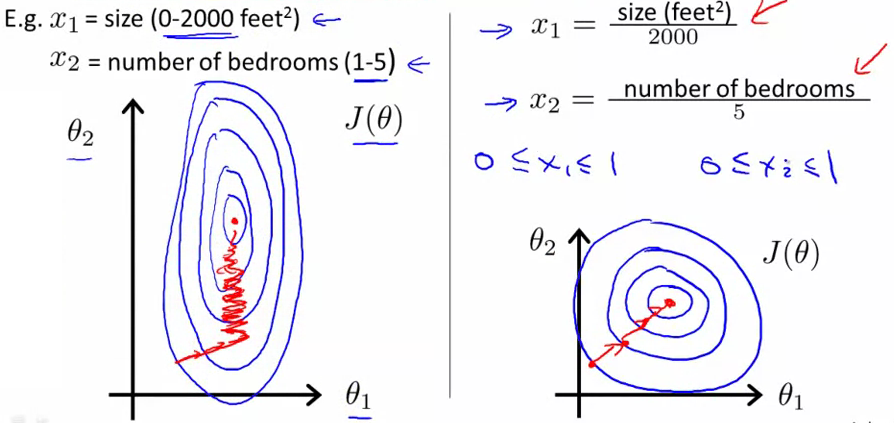 E.g. x₁ = size (0-2000 feet²) ←
x₂ = number of bedrooms (1-5) ←
θ₂
J(θ)
θ₁
→ x₁ = size (feet²) / 2000
→ x₂ = number of bedrooms / 5
0 ≤ x₁ ≤ 1   0 ≤ x₂ ≤ 1
θ₂
J(θ)
θ₁